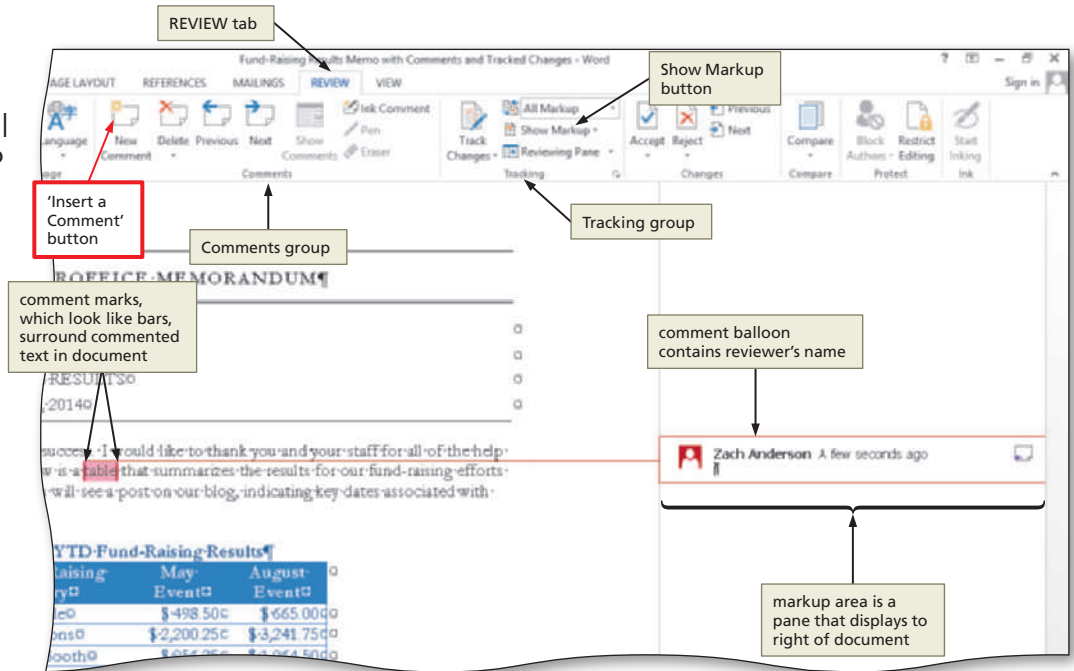 REVIEW tab
Fund-Raising Results Memo with Comments and Tracked Changes - Word
Show Markup
button
AGE LAYOUT REFERENCES MAILINGS REVIEW VIEW
Sign in
anguage
New
Comment
Delete Previous Next
Show
Comments
Ink Comment
Pen
Eraser
Track
Changes
All Markup
Show Markup
Reviewing Pane
Accept Reject
Previous
Next
Compare
Block
Authors
Restrict
Editing
Start
Inking
Comments Tracking Changes Compare Protect Ink
'Insert a
Comment'
button
Comments group
Tracking group
ROFFICE·MEMORANDUM¶
comment marks,
which look like bars,
surround commented
text in document
comment balloon
contains reviewer's name
RESULTS¤
2014¤
success.·I·would·like·to·thank·you·and·your·staff·for·all·of·the·help·
w·is·a·table·that·summarizes·the·results·for·our·fund-raising·efforts·
will·see·a·post·on·our·blog,·indicating·key·dates·associated·with·
Zach Anderson A few seconds ago
YTD·Fund-Raising·Results¶
Raising·
May·
August·
ry¤
Event¤
Event¤
le¤ $·498.50¤ $·665.00¤
ons¤ $·2,200.25¤ $·3,241.75¤
ooth¤
markup area is a
pane that displays to
right of document